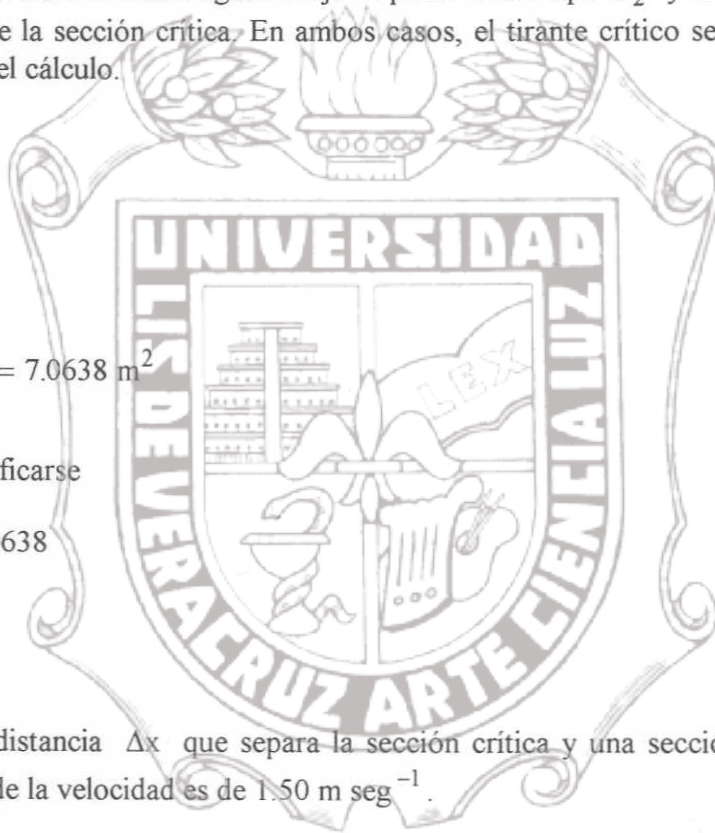 e la sección crítica. En ambos casos, el tirante crítico se
el cálculo.
UNIVERSIDAD
LIS DE VERACRUZ ARTE CIENCIA LUZ
LEX
= 7.0638 m²
ficarse
638
distancia Δx que separa la sección crítica y una secció
de la velocidad es de 1.50 m seg⁻¹.